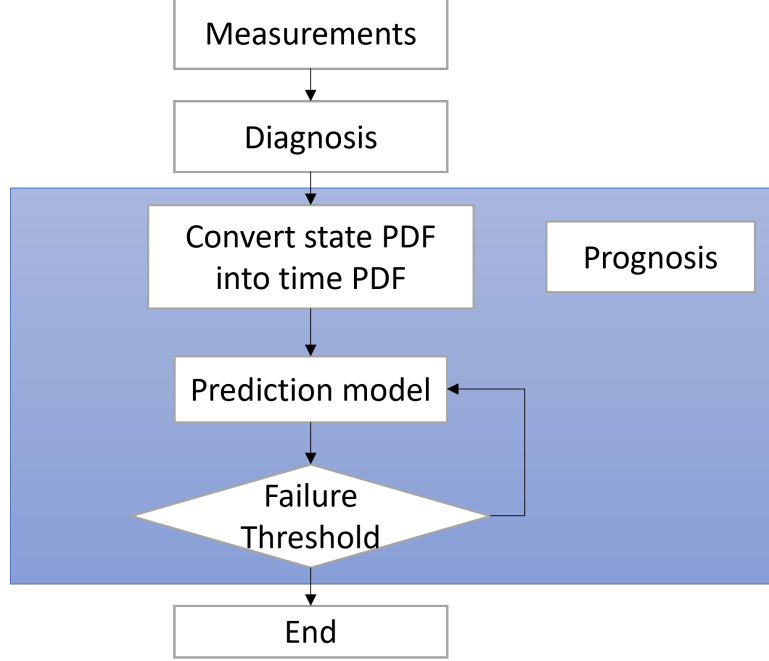 Measurements
Diagnosis
Convert state PDF
into time PDF
Prognosis
Prediction model
Failure
Threshold
End